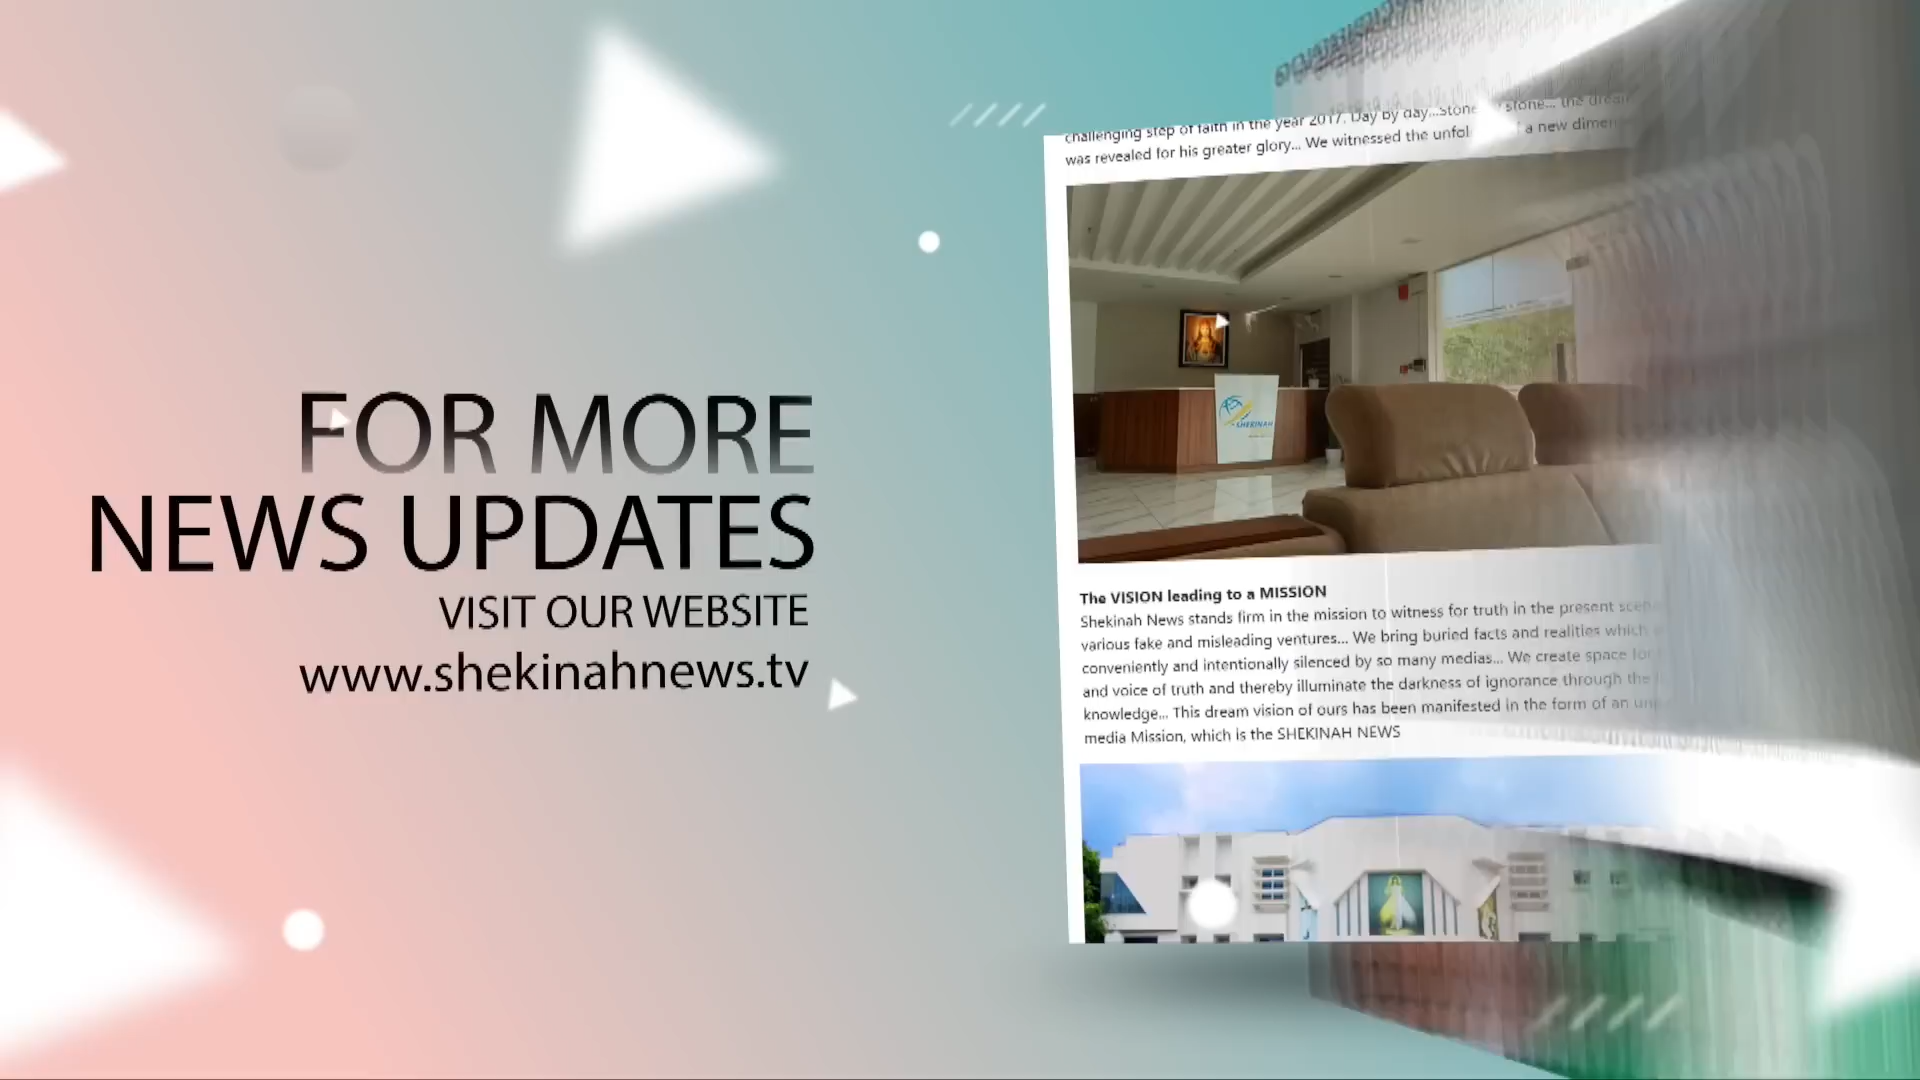 FOR MORE
NEWS UPDATES
VISIT OUR WEBSITE
www.shekinahnews.tv
challenging step of faith in the year 2017. Day by day...Stone stone... the
was revealed for his greater glory... We witnessed the a new
SHEKINAH
The VISION leading to a MISSION
Shekinah News stands firm in the mission to witness for truth in the present
various fake and misleading ventures... We bring buried facts and realities which
conveniently and intentionally silenced by so many medias... We create space for
and voice of truth and thereby illuminate the darkness of ignorance through the
knowledge... This dream vision of ours has been manifested in the form of an
media Mission, which is the SHEKINAH NEWS